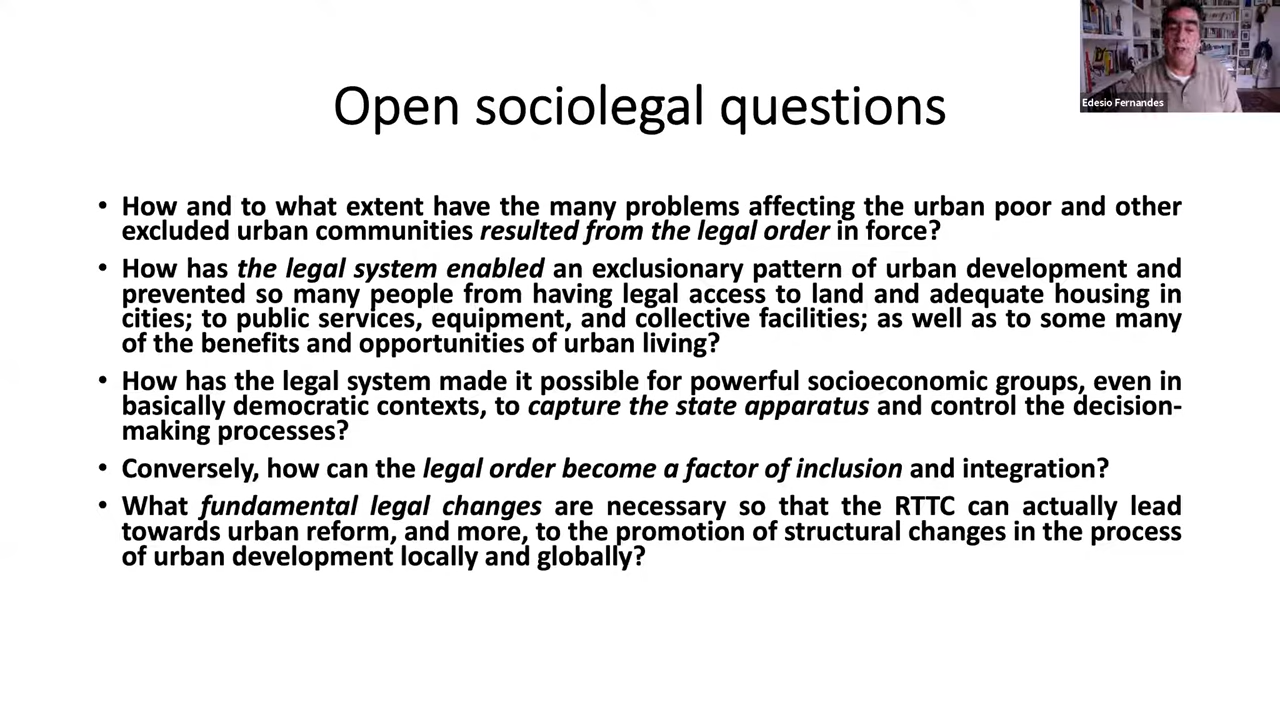 Edesio Fernandes
Open sociolegal questions
• How and to what extent have the many problems affecting the urban poor and other
excluded urban communities resulted from the legal order in force?
• How has the legal system enabled an exclusionary pattern of urban development and
prevented so many people from having legal access to land and adequate housing in
cities; to public services, equipment, and collective facilities; as well as to some many
of the benefits and opportunities of urban living?
• How has the legal system made it possible for powerful socioeconomic groups, even in
basically democratic contexts, to capture the state apparatus and control the decision-
making processes?
• Conversely, how can the legal order become a factor of inclusion and integration?
• What fundamental legal changes are necessary so that the RTTC can actually lead
towards urban reform, and more, to the promotion of structural changes in the process
of urban development locally and globally?